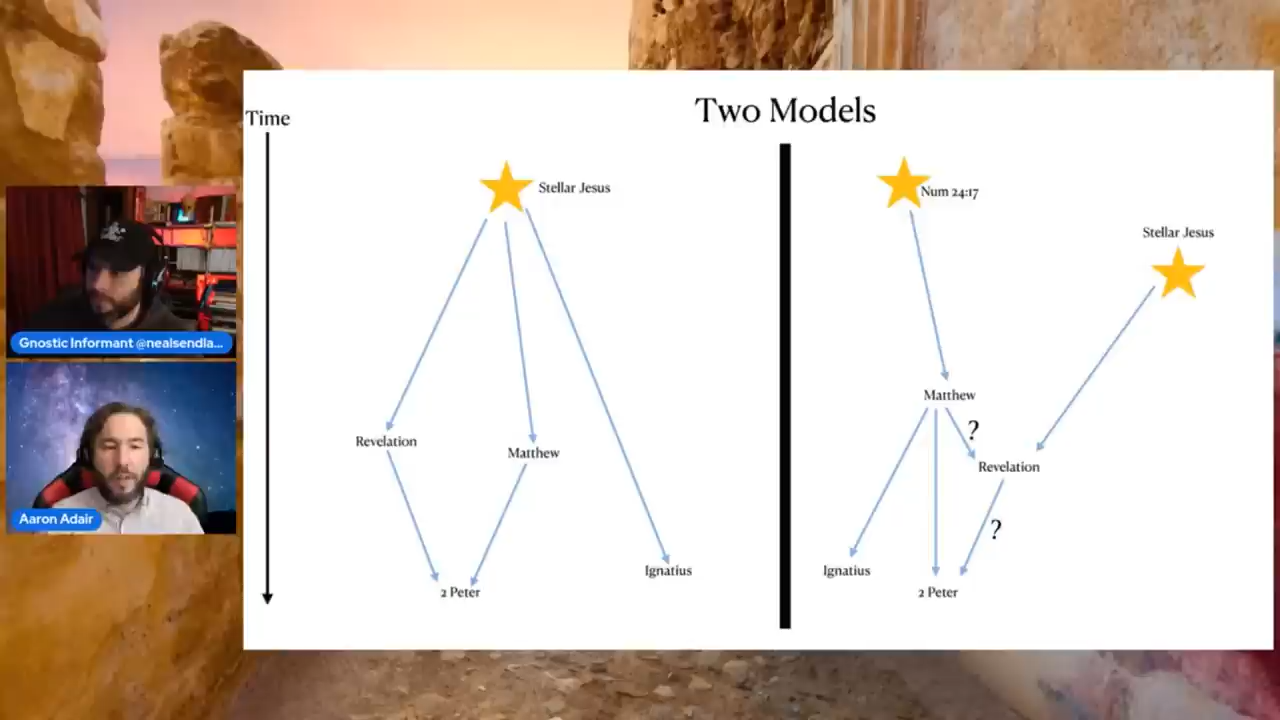 Two Models
Time
Stellar Jesus
Revelation
Matthew
2 Peter
Ignatius
Num 24:17
Stellar Jesus
Matthew
?
Revelation
?
Ignatius
2 Peter
Gnostic Informant @nealsendla...
Aaron Adair